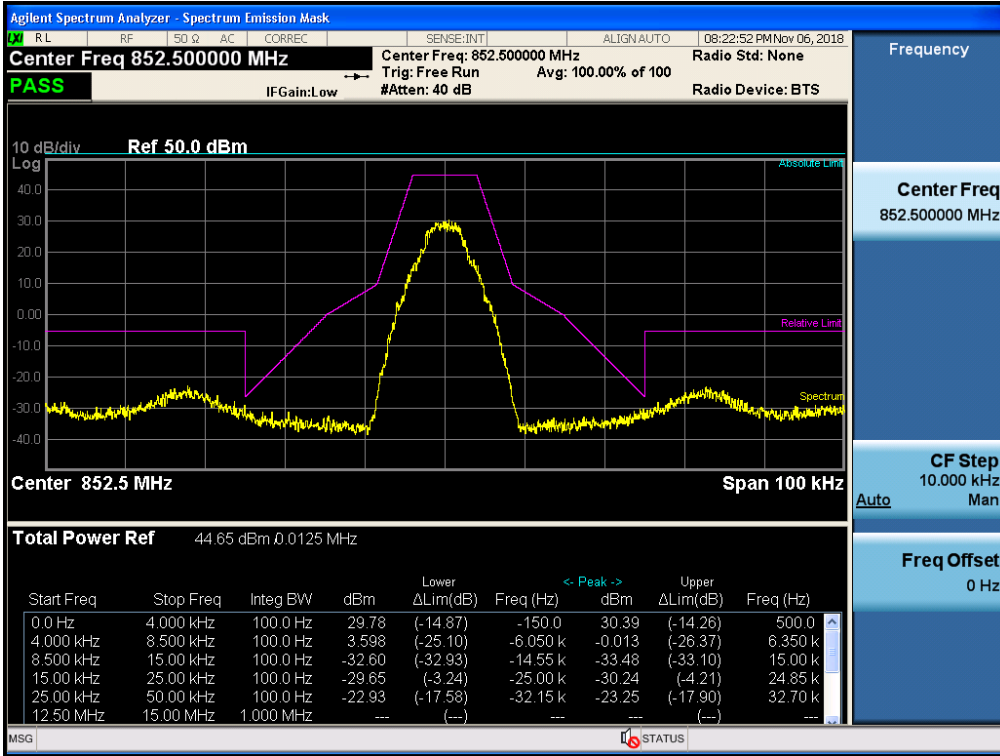 Agilent Spectrum Analyzer - Spectrum Emission Mask
LXI RL RF 50 Ω AC CORREC SENSE:INT ALIGN AUTO 08:22:52 PM Nov 06, 2018
Center Freq 852.500000 MHz
PASS
IFGain:Low
Center Freq: 852.500000 MHz
Trig: Free Run Avg: 100.00% of 100
#Atten: 40 dB
Radio Std: None
Radio Device: BTS
10 dB/div Ref 50.0 dBm
Log
Absolute Limit
40.0
30.0
20.0
10.0
0.00
Relative Limit
-10.0
-20.0
Spectrum
-30.0
-40.0
Center 852.5 MHz Span 100 kHz
Total Power Ref 44.65 dBm / 0.0125 MHz
Lower <- Peak -> Upper
Start Freq Stop Freq Integ BW dBm ΔLim(dB) Freq (Hz) dBm ΔLim(dB) Freq (Hz)
0.0 Hz 4.000 kHz 100.0 Hz 29.78 (-14.87) -150.0 30.39 (-14.26) 500.0
4.000 kHz 8.500 kHz 100.0 Hz 3.598 (-25.10) -6.050 k -0.013 (-26.37) 6.350 k
8.500 kHz 15.00 kHz 100.0 Hz -32.60 (-32.93) -14.55 k -33.48 (-33.10) 15.00 k
15.00 kHz 25.00 kHz 100.0 Hz -29.65 (-3.24) -25.00 k -30.24 (-4.21) 24.85 k
25.00 kHz 50.00 kHz 100.0 Hz -22.93 (-17.58) -32.15 k -23.25 (-17.90) 32.70 k
12.50 MHz 15.00 MHz 1.000 MHz --- (---) --- --- (---) ---
MSG STATUS
Frequency
Center Freq
852.500000 MHz
CF Step
10.000 kHz
Auto Man
Freq Offset
0 Hz